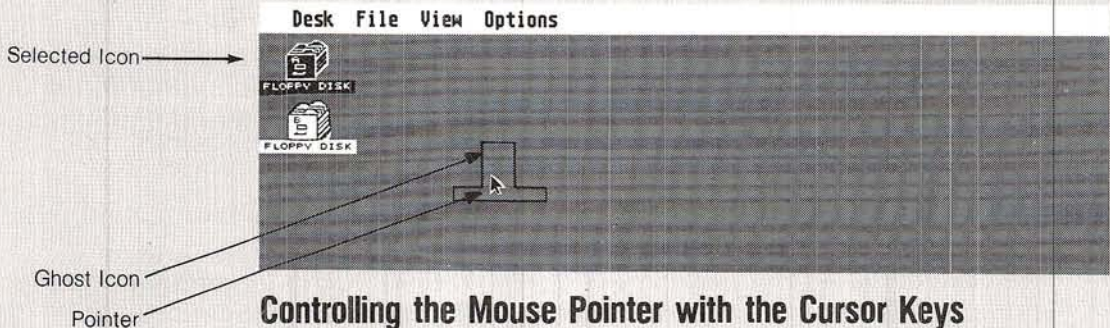 Desk File View Options
Selected Icon
FLOPPY DISK
FLOPPY DISK
Ghost Icon
Pointer
Controlling the Mouse Pointer with the Cursor Keys